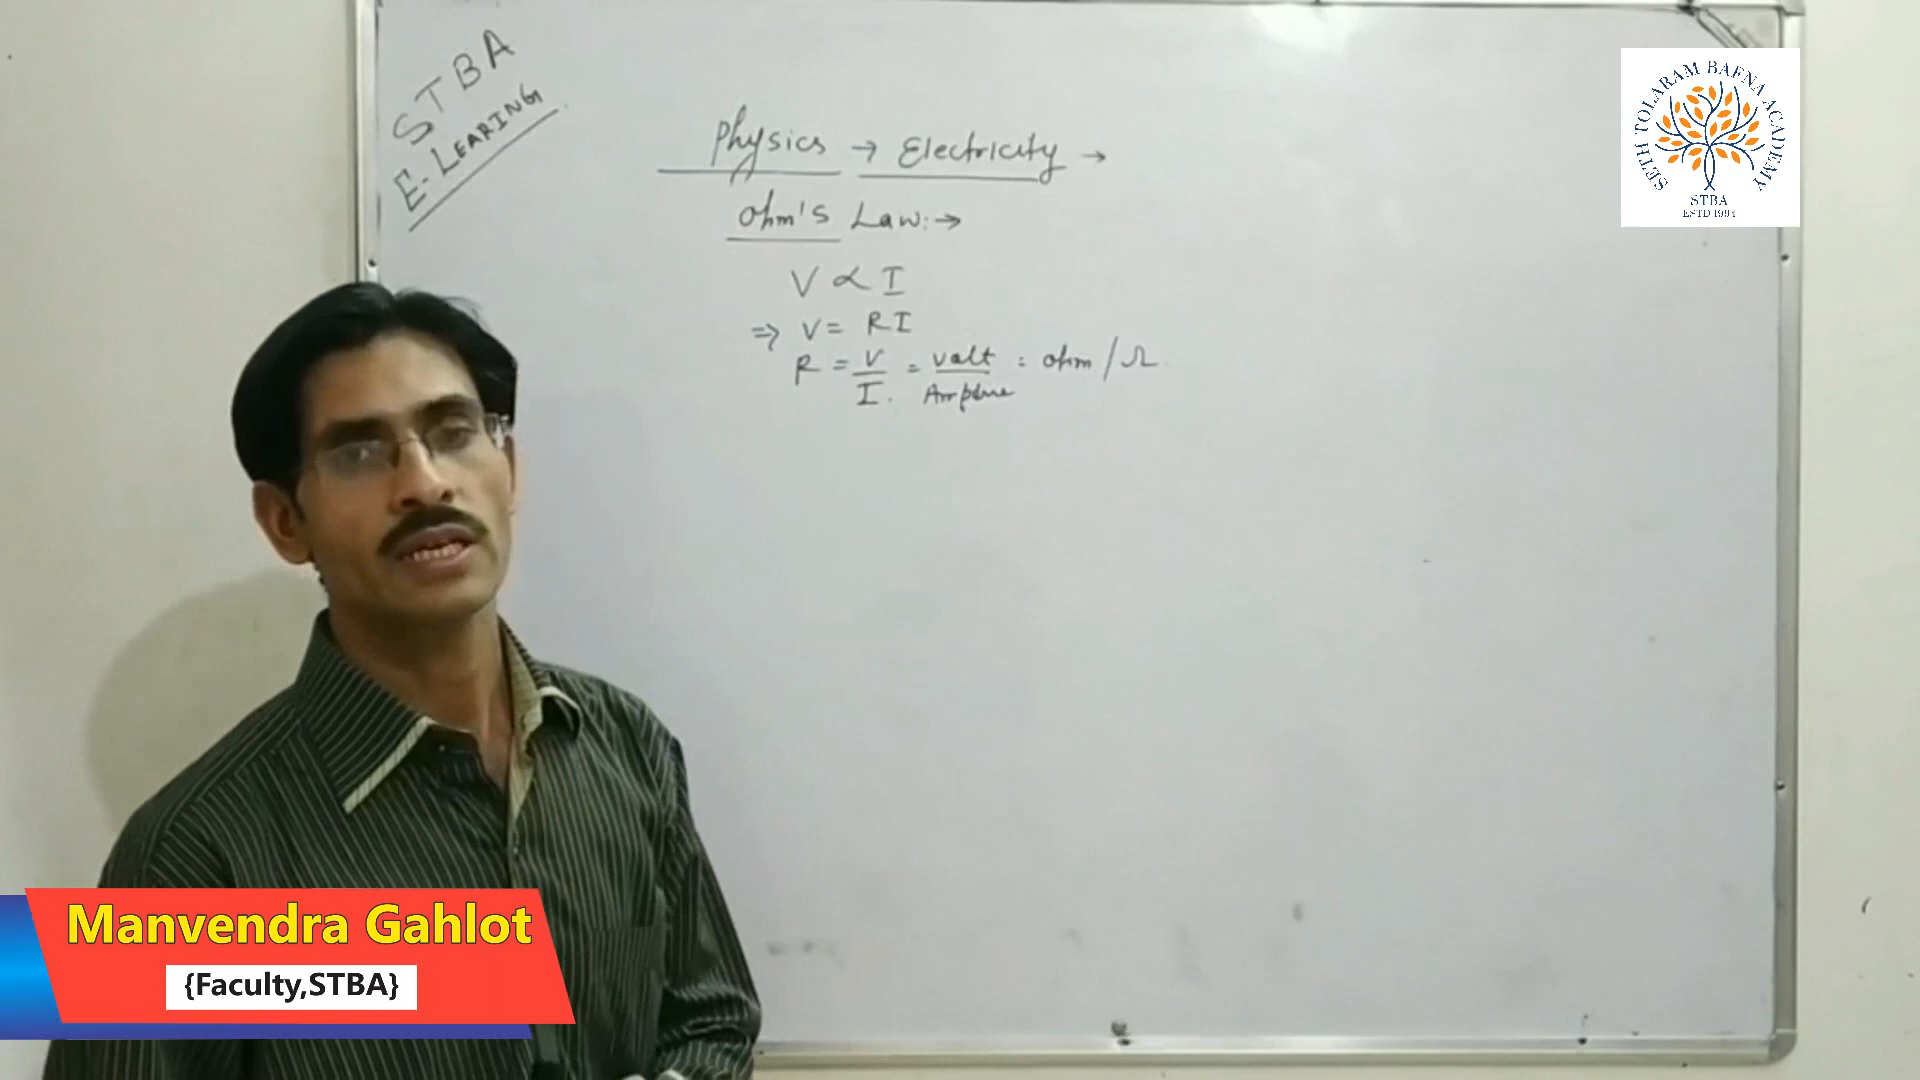 STBA
E-LEARING
Physics → Electricity →
Ohm's Law:→
V ∝ I
⇒ V = RI
R = V/I. = Volt/Ampere = ohm / Ω
SETH TOLARAM BAFNA ACADEMY
STBA
ESTD 1994
Manvendra Gahlot
{Faculty,STBA}